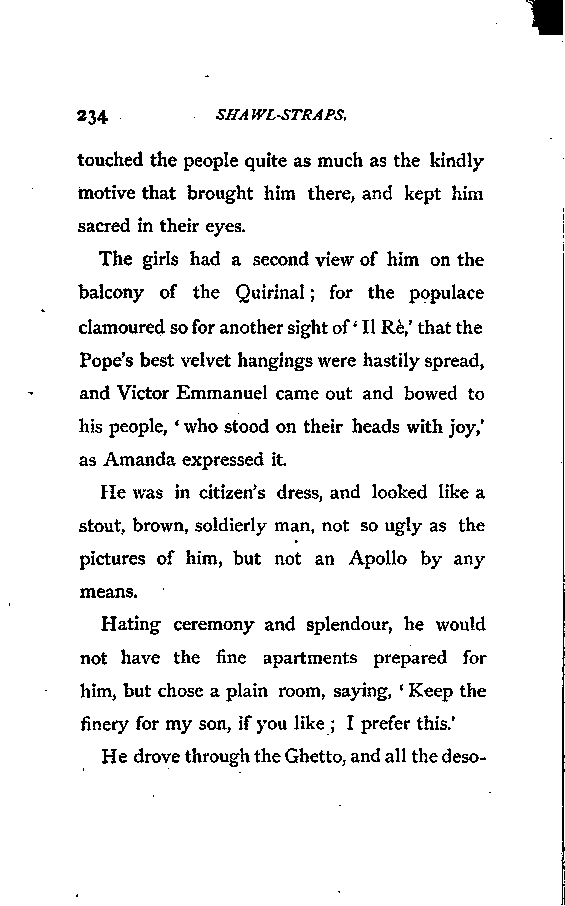 234 SHAWL-STRAPS.
touched the people quite as much as the kindly
motive that brought him there, and kept him
sacred in their eyes.
The girls had a second view of him on the
balcony of the Quirinal ; for the populace
clamoured so for another sight of ‘ Il Rè,’ that the
Pope’s best velvet hangings were hastily spread,
and Victor Emmanuel came out and bowed to
his people, ‘ who stood on their heads with joy,’
as Amanda expressed it.
He was in citizen’s dress, and looked like a
stout, brown, soldierly man, not so ugly as the
pictures of him, but not an Apollo by any
means.
Hating ceremony and splendour, he would
not have the fine apartments prepared for
him, but chose a plain room, saying, ‘ Keep the
finery for my son, if you like ; I prefer this.’
He drove through the Ghetto, and all the deso-